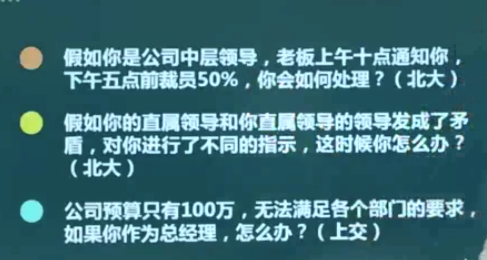 假如你是公司中层领导，老板上午十点通知你，
下午五点前裁员50%，你会如何处理？（北大）
假如你的直属领导和你直属领导的领导发成了矛
盾，对你进行了不同的指示，这时候你怎么办？
（北大）
公司预算只有100万，无法满足各个部门的要求，
如果你作为总经理，怎么办？（上交）